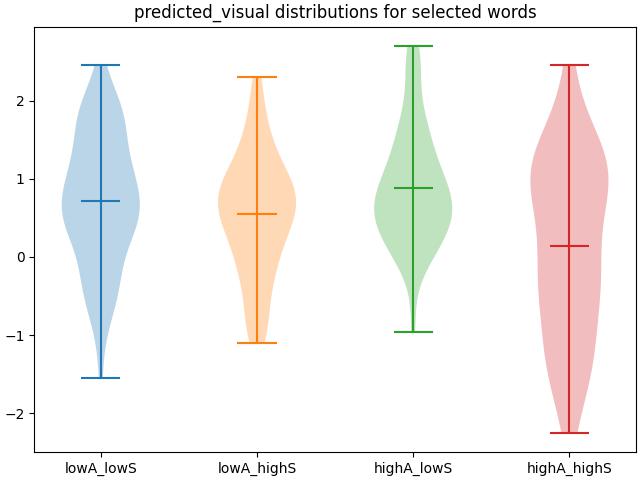 predicted_visual distributions for selected words
2
1
0
−1
−2
lowA_lowS
lowA_highS
highA_lowS
highA_highS